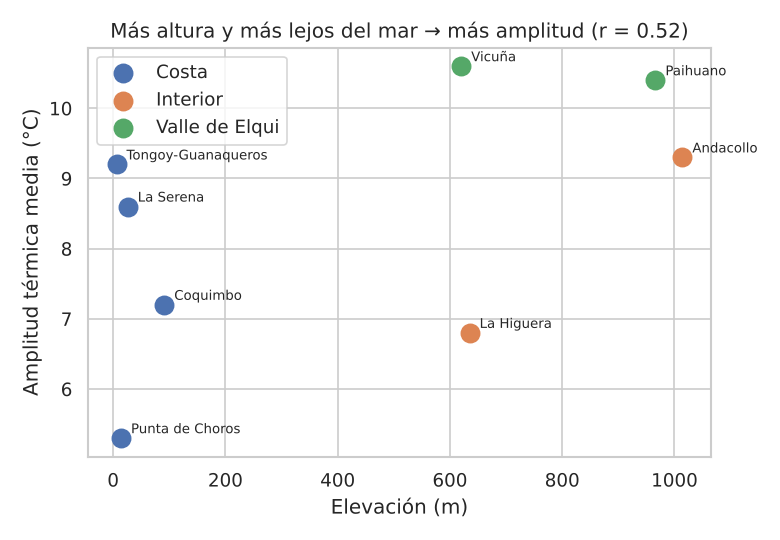 Más altura y más lejos del mar → más amplitud (r = 0.52)
Costa
Interior
Valle de Elqui
Vicuña
Paihuano
Andacollo
Tongoy-Guanaqueros
La Serena
Coquimbo
La Higuera
Punta de Choros
Amplitud térmica media (°C)
10
9
8
7
6
0 200 400 600 800 1000
Elevación (m)